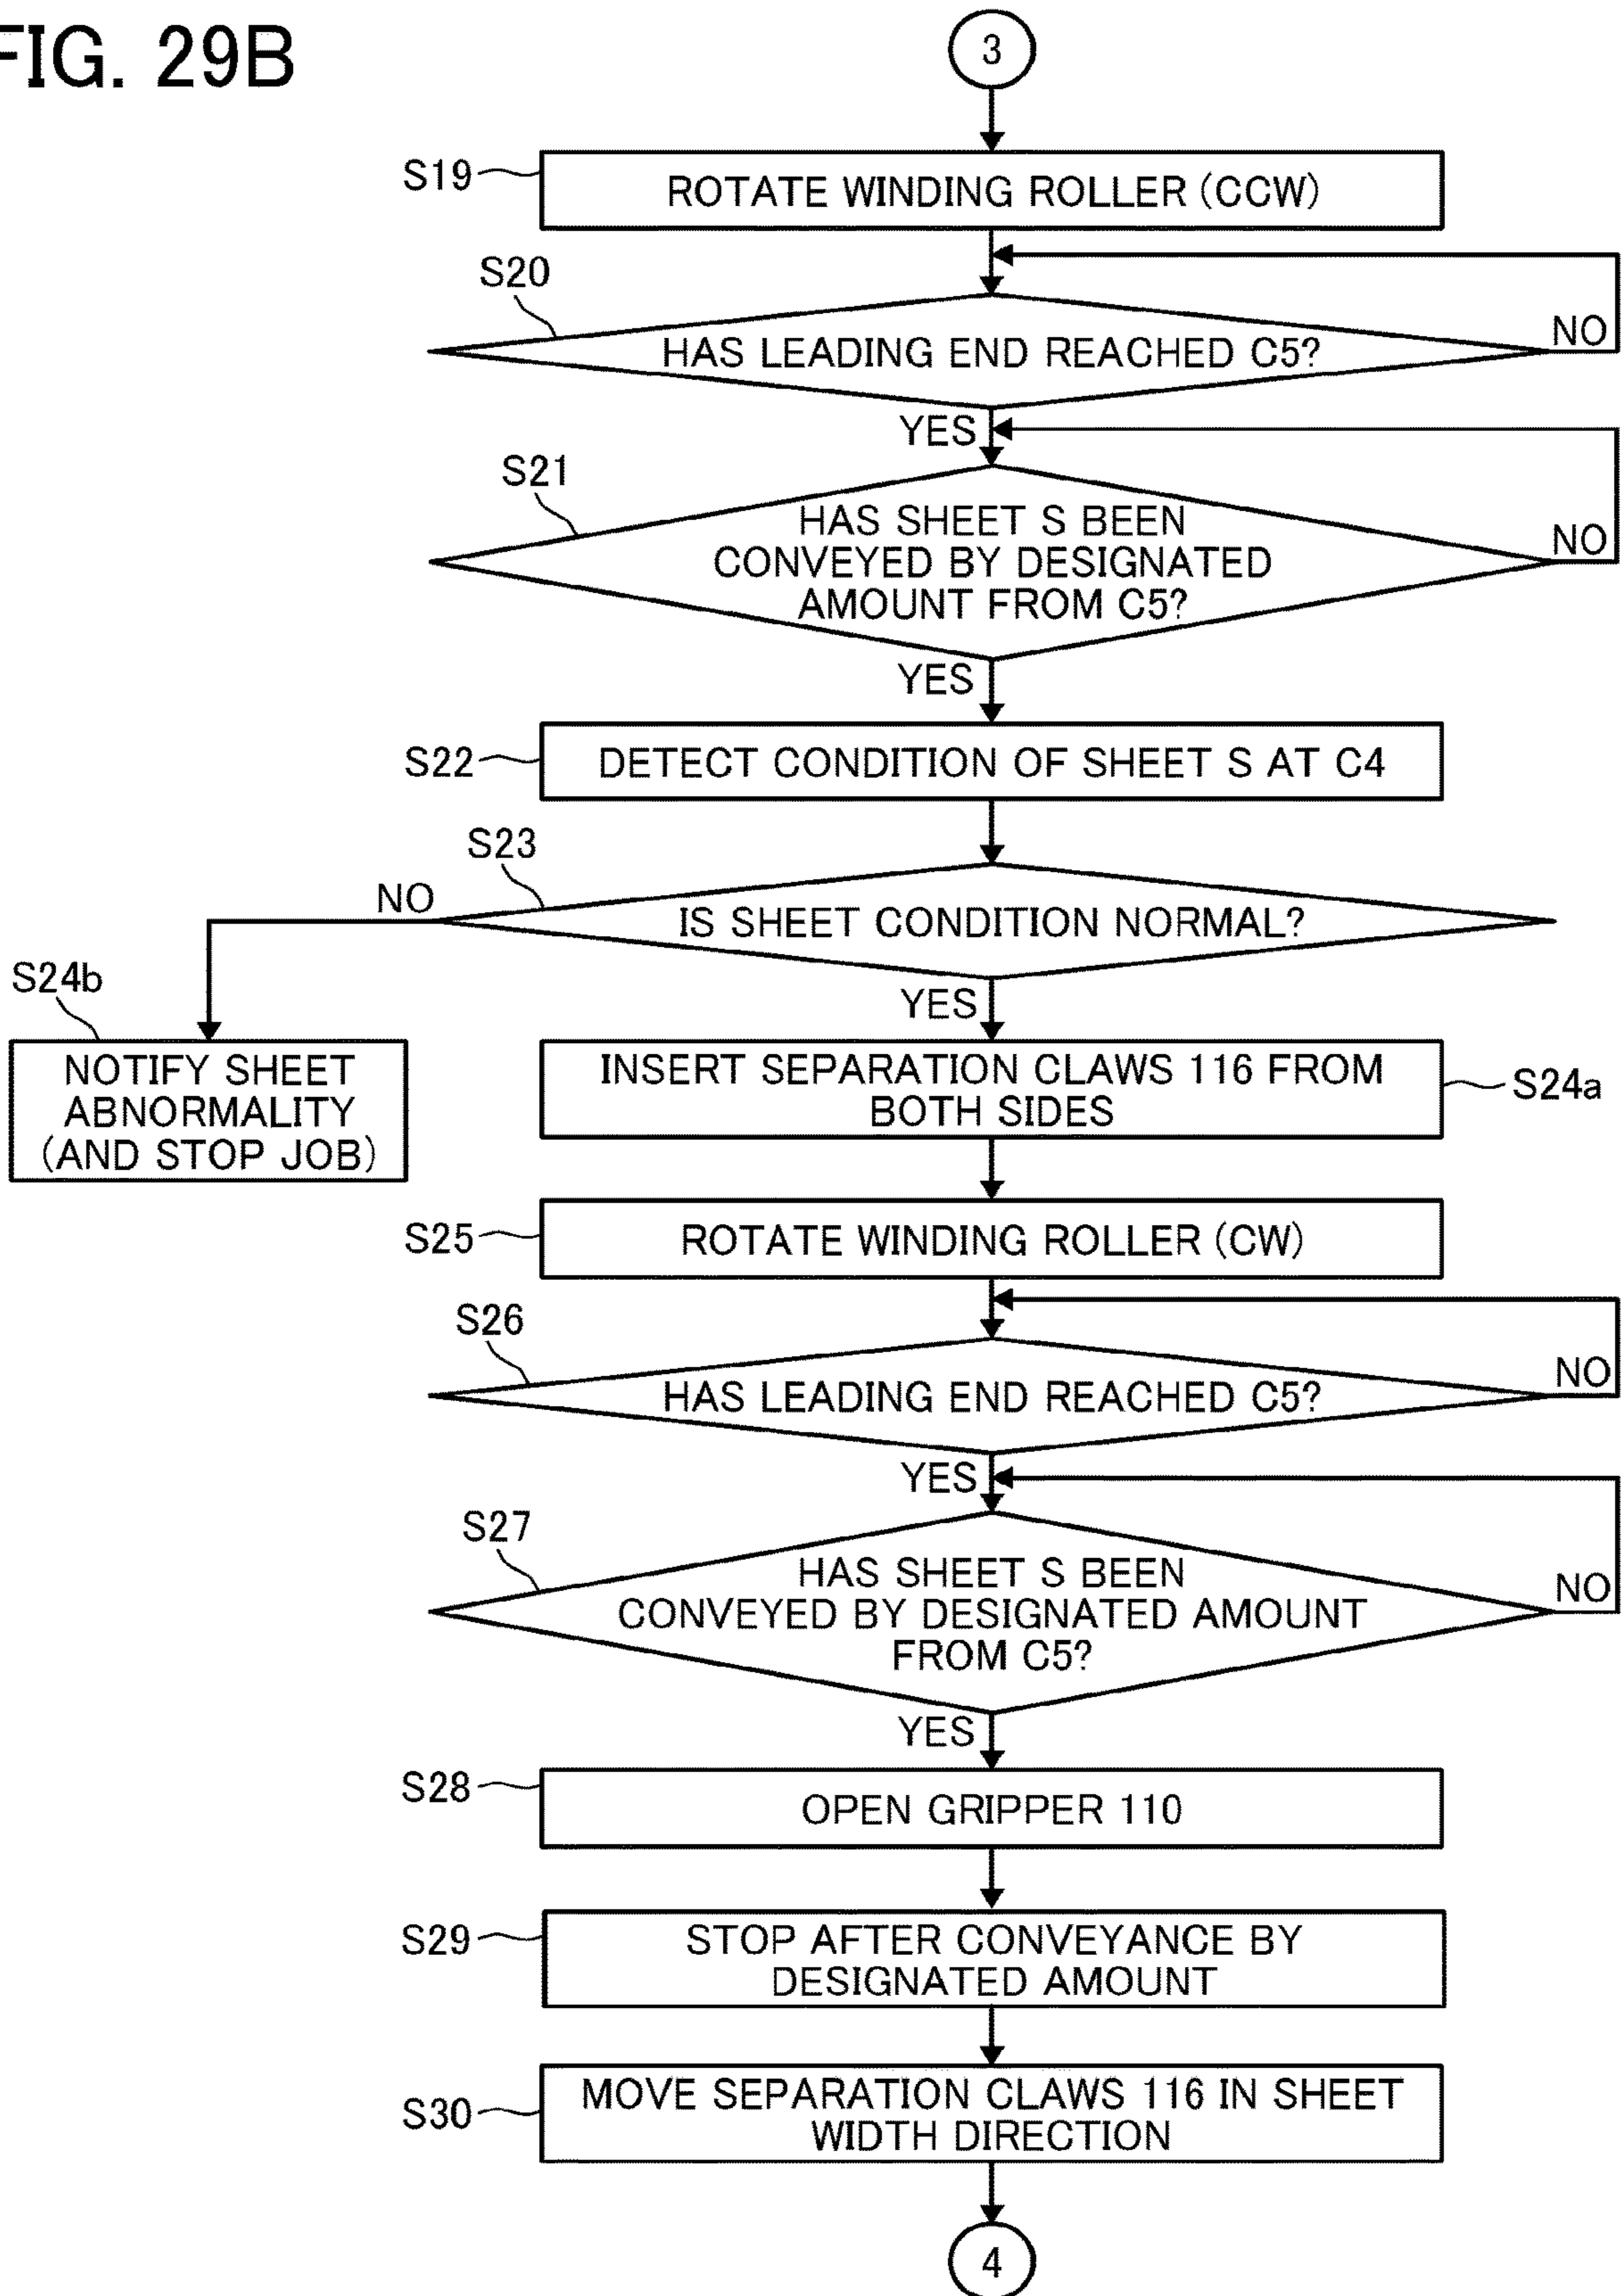 FIG. 29B
3
S19
ROTATE WINDING ROLLER (CCW)
S20
HAS LEADING END REACHED C5?
NO
YES
S21
HAS SHEET S BEEN
CONVEYED BY DESIGNATED
AMOUNT FROM C5?
NO
YES
S22
DETECT CONDITION OF SHEET S AT C4
S23
NO
IS SHEET CONDITION NORMAL?
YES
S24b
NOTIFY SHEET
ABNORMALITY
(AND STOP JOB)
INSERT SEPARATION CLAWS 116 FROM
BOTH SIDES
S24a
S25
ROTATE WINDING ROLLER (CW)
S26
HAS LEADING END REACHED C5?
NO
YES
S27
HAS SHEET S BEEN
CONVEYED BY DESIGNATED AMOUNT
FROM C5?
NO
YES
S28
OPEN GRIPPER 110
S29
STOP AFTER CONVEYANCE BY
DESIGNATED AMOUNT
S30
MOVE SEPARATION CLAWS 116 IN SHEET
WIDTH DIRECTION
4